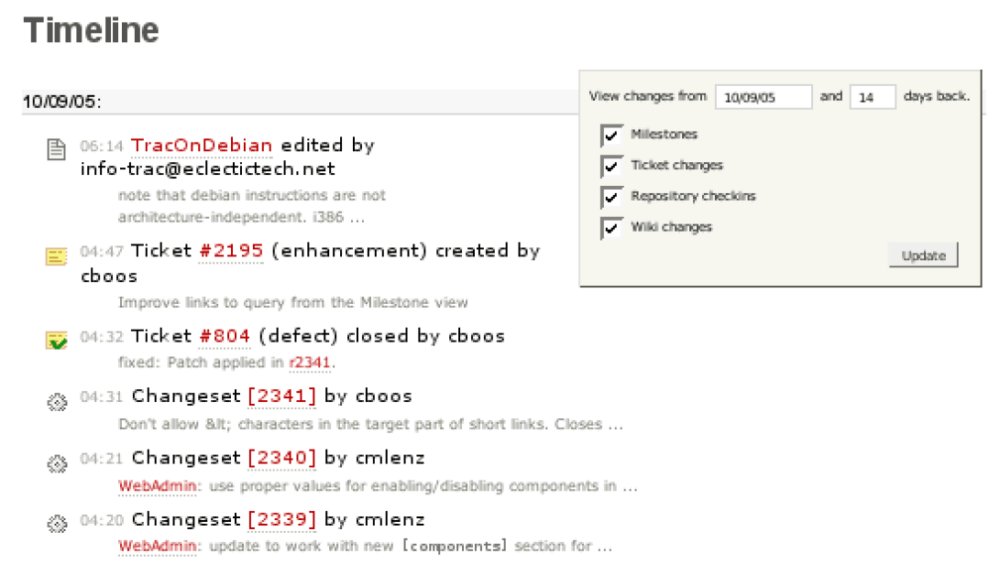 Timeline
10/09/05:
View changes from 10/09/05 and 14 days back.
Milestones
Ticket changes
Repository checkins
Wiki changes
Update
06:14 TracOnDebian edited by
info-trac@eclectictech.net
note that debian instructions are not
architecture-independent. i386 ...
04:47 Ticket #2195 (enhancement) created by
cboos
Improve links to query from the Milestone view
04:32 Ticket #804 (defect) closed by cboos
fixed: Patch applied in r2341.
04:31 Changeset [2341] by cboos
Don't allow &lt; characters in the target part of short links. Closes ...
04:21 Changeset [2340] by cmlenz
WebAdmin: use proper values for enabling/disabling components in ...
04:20 Changeset [2339] by cmlenz
WebAdmin: update to work with new [components] section for ...